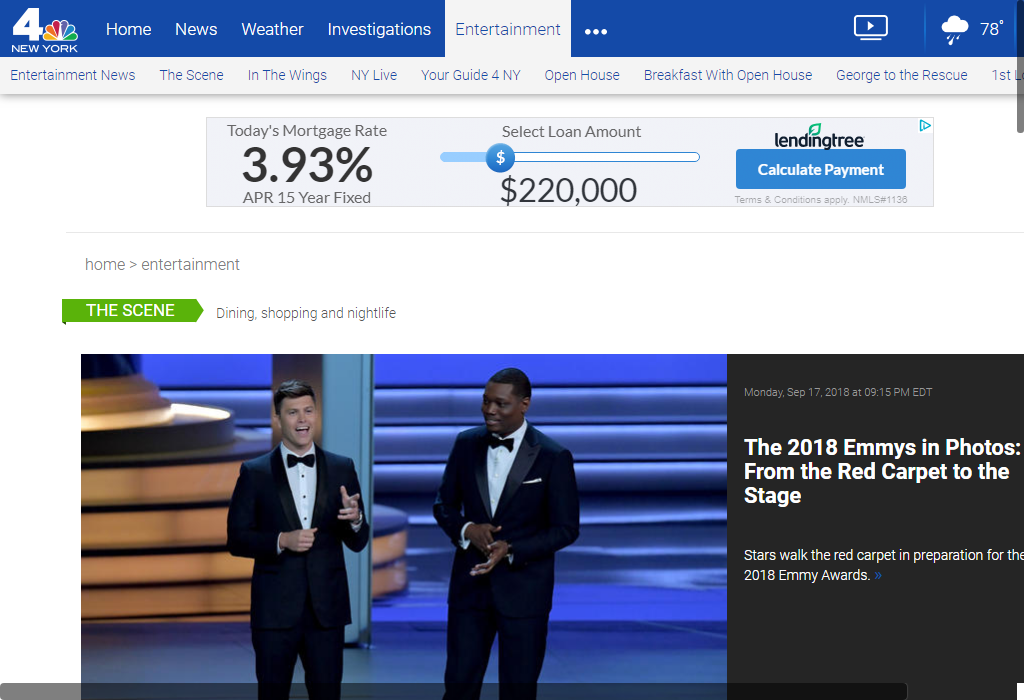 4
NEW YORK
Home News Weather Investigations Entertainment ••• 78°
Entertainment News The Scene In The Wings NY Live Your Guide 4 NY Open House Breakfast With Open House George to the Rescue 1st Lo
Today's Mortgage Rate
3.93%
APR 15 Year Fixed
Select Loan Amount
$
$220,000
lendingtree
Calculate Payment
Terms & Conditions apply. NMLS#1136
home > entertainment
THE SCENE
Dining, shopping and nightlife
Monday, Sep 17, 2018 at 09:15 PM EDT
The 2018 Emmys in Photos:
From the Red Carpet to the
Stage
Stars walk the red carpet in preparation for the
2018 Emmy Awards. »